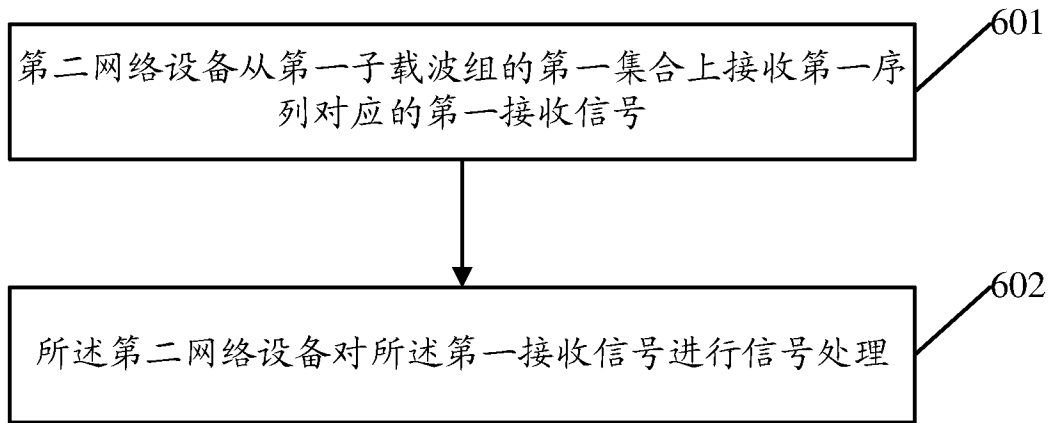 601
第二网络设备从第一子载波组的第一集合上接收第一序
列对应的第一接收信号
602
所述第二网络设备对所述第一接收信号进行信号处理